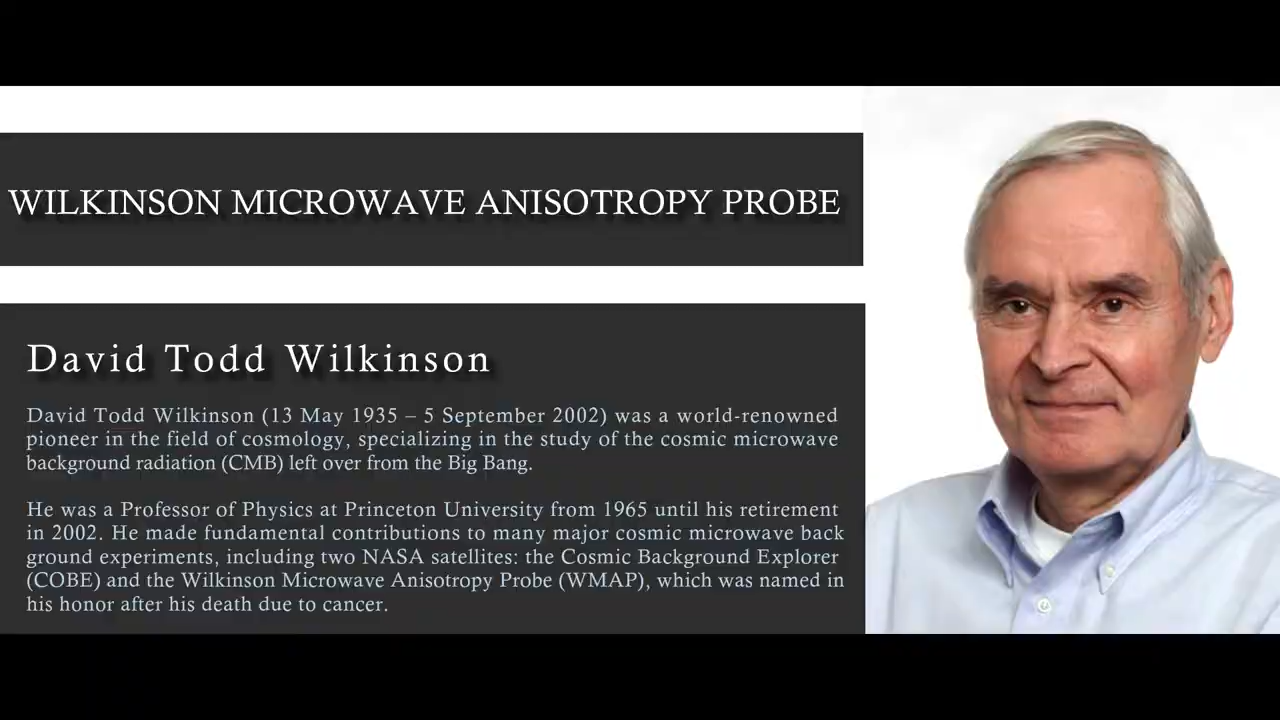 WILKINSON MICROWAVE ANISOTROPY PROBE
David Todd Wilkinson
David Todd Wilkinson (13 May 1935 – 5 September 2002) was a world-renowned
pioneer in the field of cosmology, specializing in the study of the cosmic microwave
background radiation (CMB) left over from the Big Bang.
He was a Professor of Physics at Princeton University from 1965 until his retirement
in 2002. He made fundamental contributions to many major cosmic microwave back
ground experiments, including two NASA satellites: the Cosmic Background Explorer
(COBE) and the Wilkinson Microwave Anisotropy Probe (WMAP), which was named in
his honor after his death due to cancer.